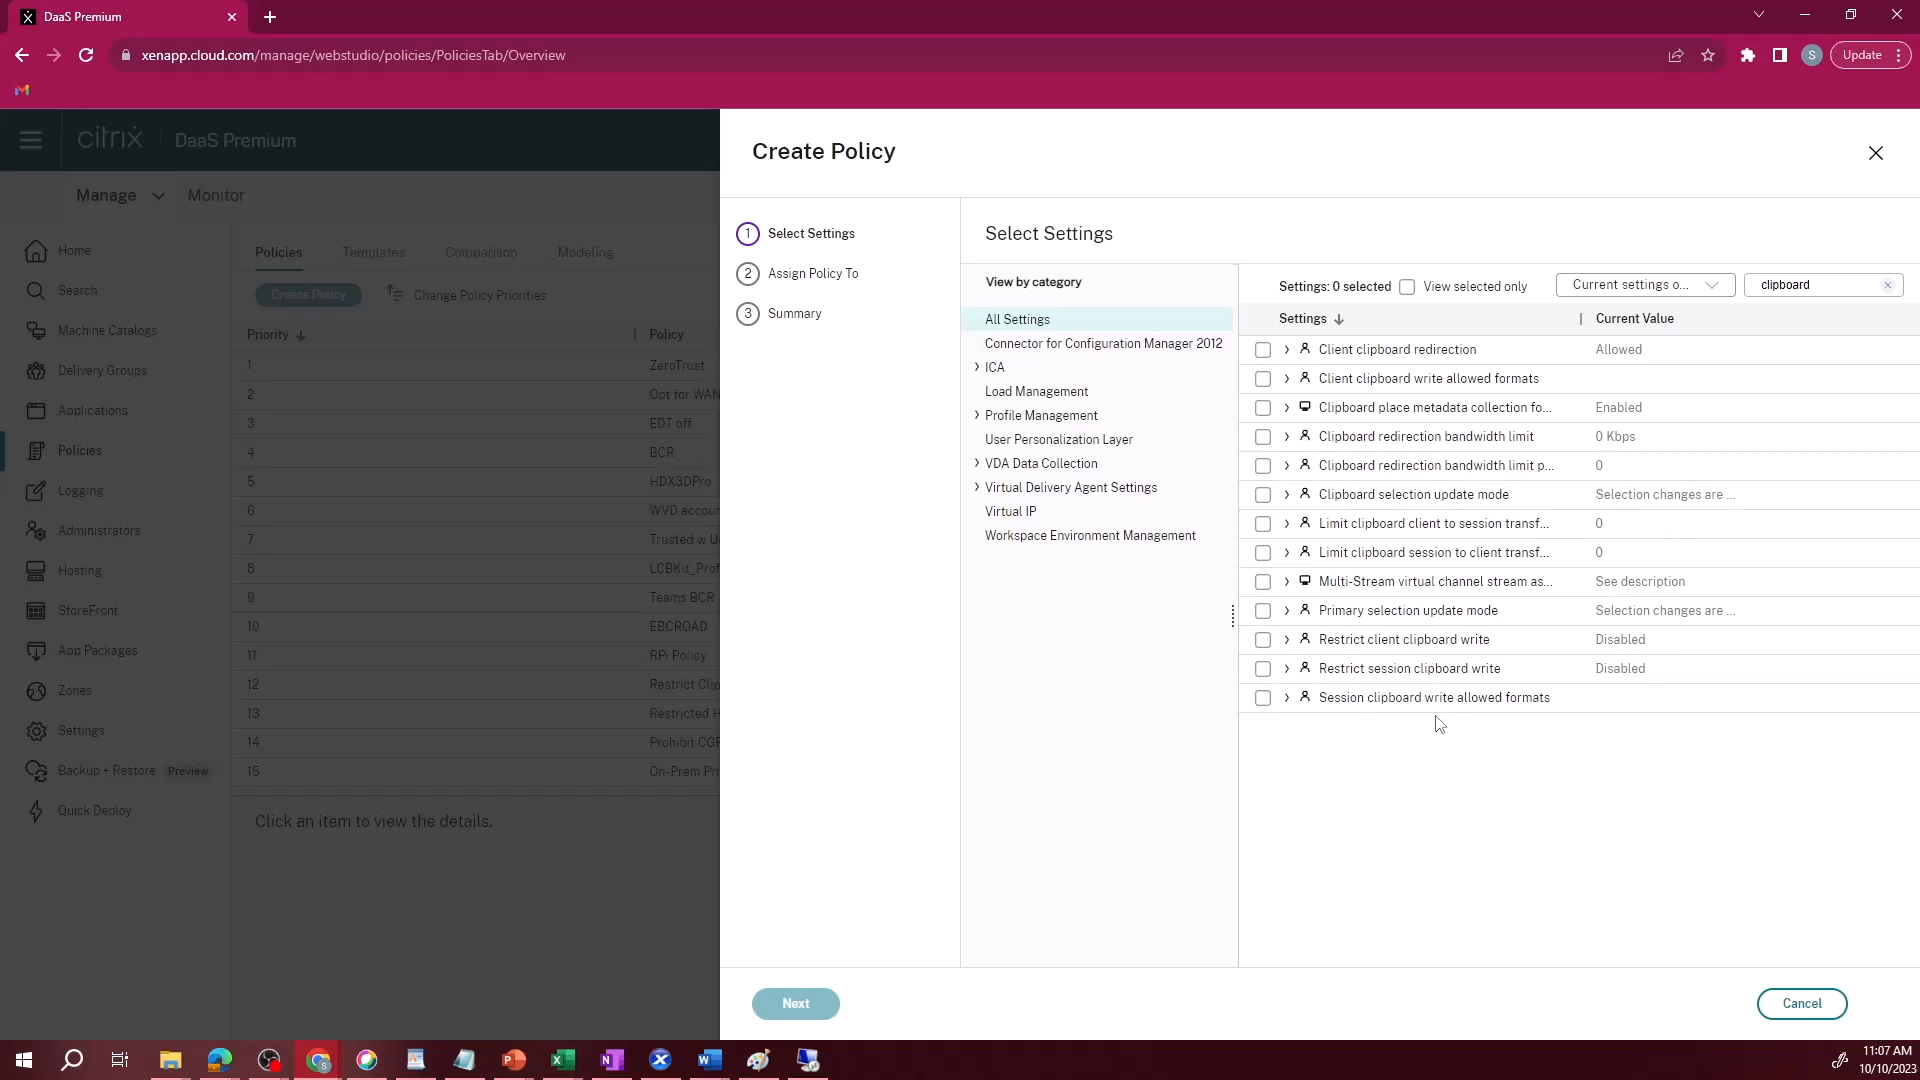 DaaS Premium
xenapp.cloud.com/manage/webstudio/policies/PoliciesTab/Overview
S
Update
citrix
DaaS Premium
Manage
Monitor
Home
Search
Machine Catalogs
Delivery Groups
Applications
Policies
Logging
Administrators
Hosting
StoreFront
App Packages
Zones
Settings
Backup + Restore Preview
Quick Deploy
Policies Templates Comparison Modeling
Create Policy Change Policy Priorities
Priority Policy
1 ZeroTrust
2 Opt for WAN
3 EDT off
4 BCR
5 HDX3DPro
6 WVD accou
7 Trusted w U
8 LCBKit_Prof
9 Teams BCR
10 EBCROAD
11 RPi Policy
12 Restrict Clip
13 Restricted H
14 Prohibit CGP
15 On-Prem Pri
Click an item to view the details.
Create Policy
1 Select Settings
2 Assign Policy To
3 Summary
Select Settings
View by category
All Settings
Connector for Configuration Manager 2012
ICA
Load Management
Profile Management
User Personalization Layer
VDA Data Collection
Virtual Delivery Agent Settings
Virtual IP
Workspace Environment Management
Settings: 0 selected View selected only Current settings o... clipboard
Settings Current Value
Client clipboard redirection Allowed
Client clipboard write allowed formats
Clipboard place metadata collection fo... Enabled
Clipboard redirection bandwidth limit 0 Kbps
Clipboard redirection bandwidth limit p... 0
Clipboard selection update mode Selection changes are ...
Limit clipboard client to session transf... 0
Limit clipboard session to client transf... 0
Multi-Stream virtual channel stream as... See description
Primary selection update mode Selection changes are ...
Restrict client clipboard write Disabled
Restrict session clipboard write Disabled
Session clipboard write allowed formats
Next
Cancel
11:07 AM
10/10/2023